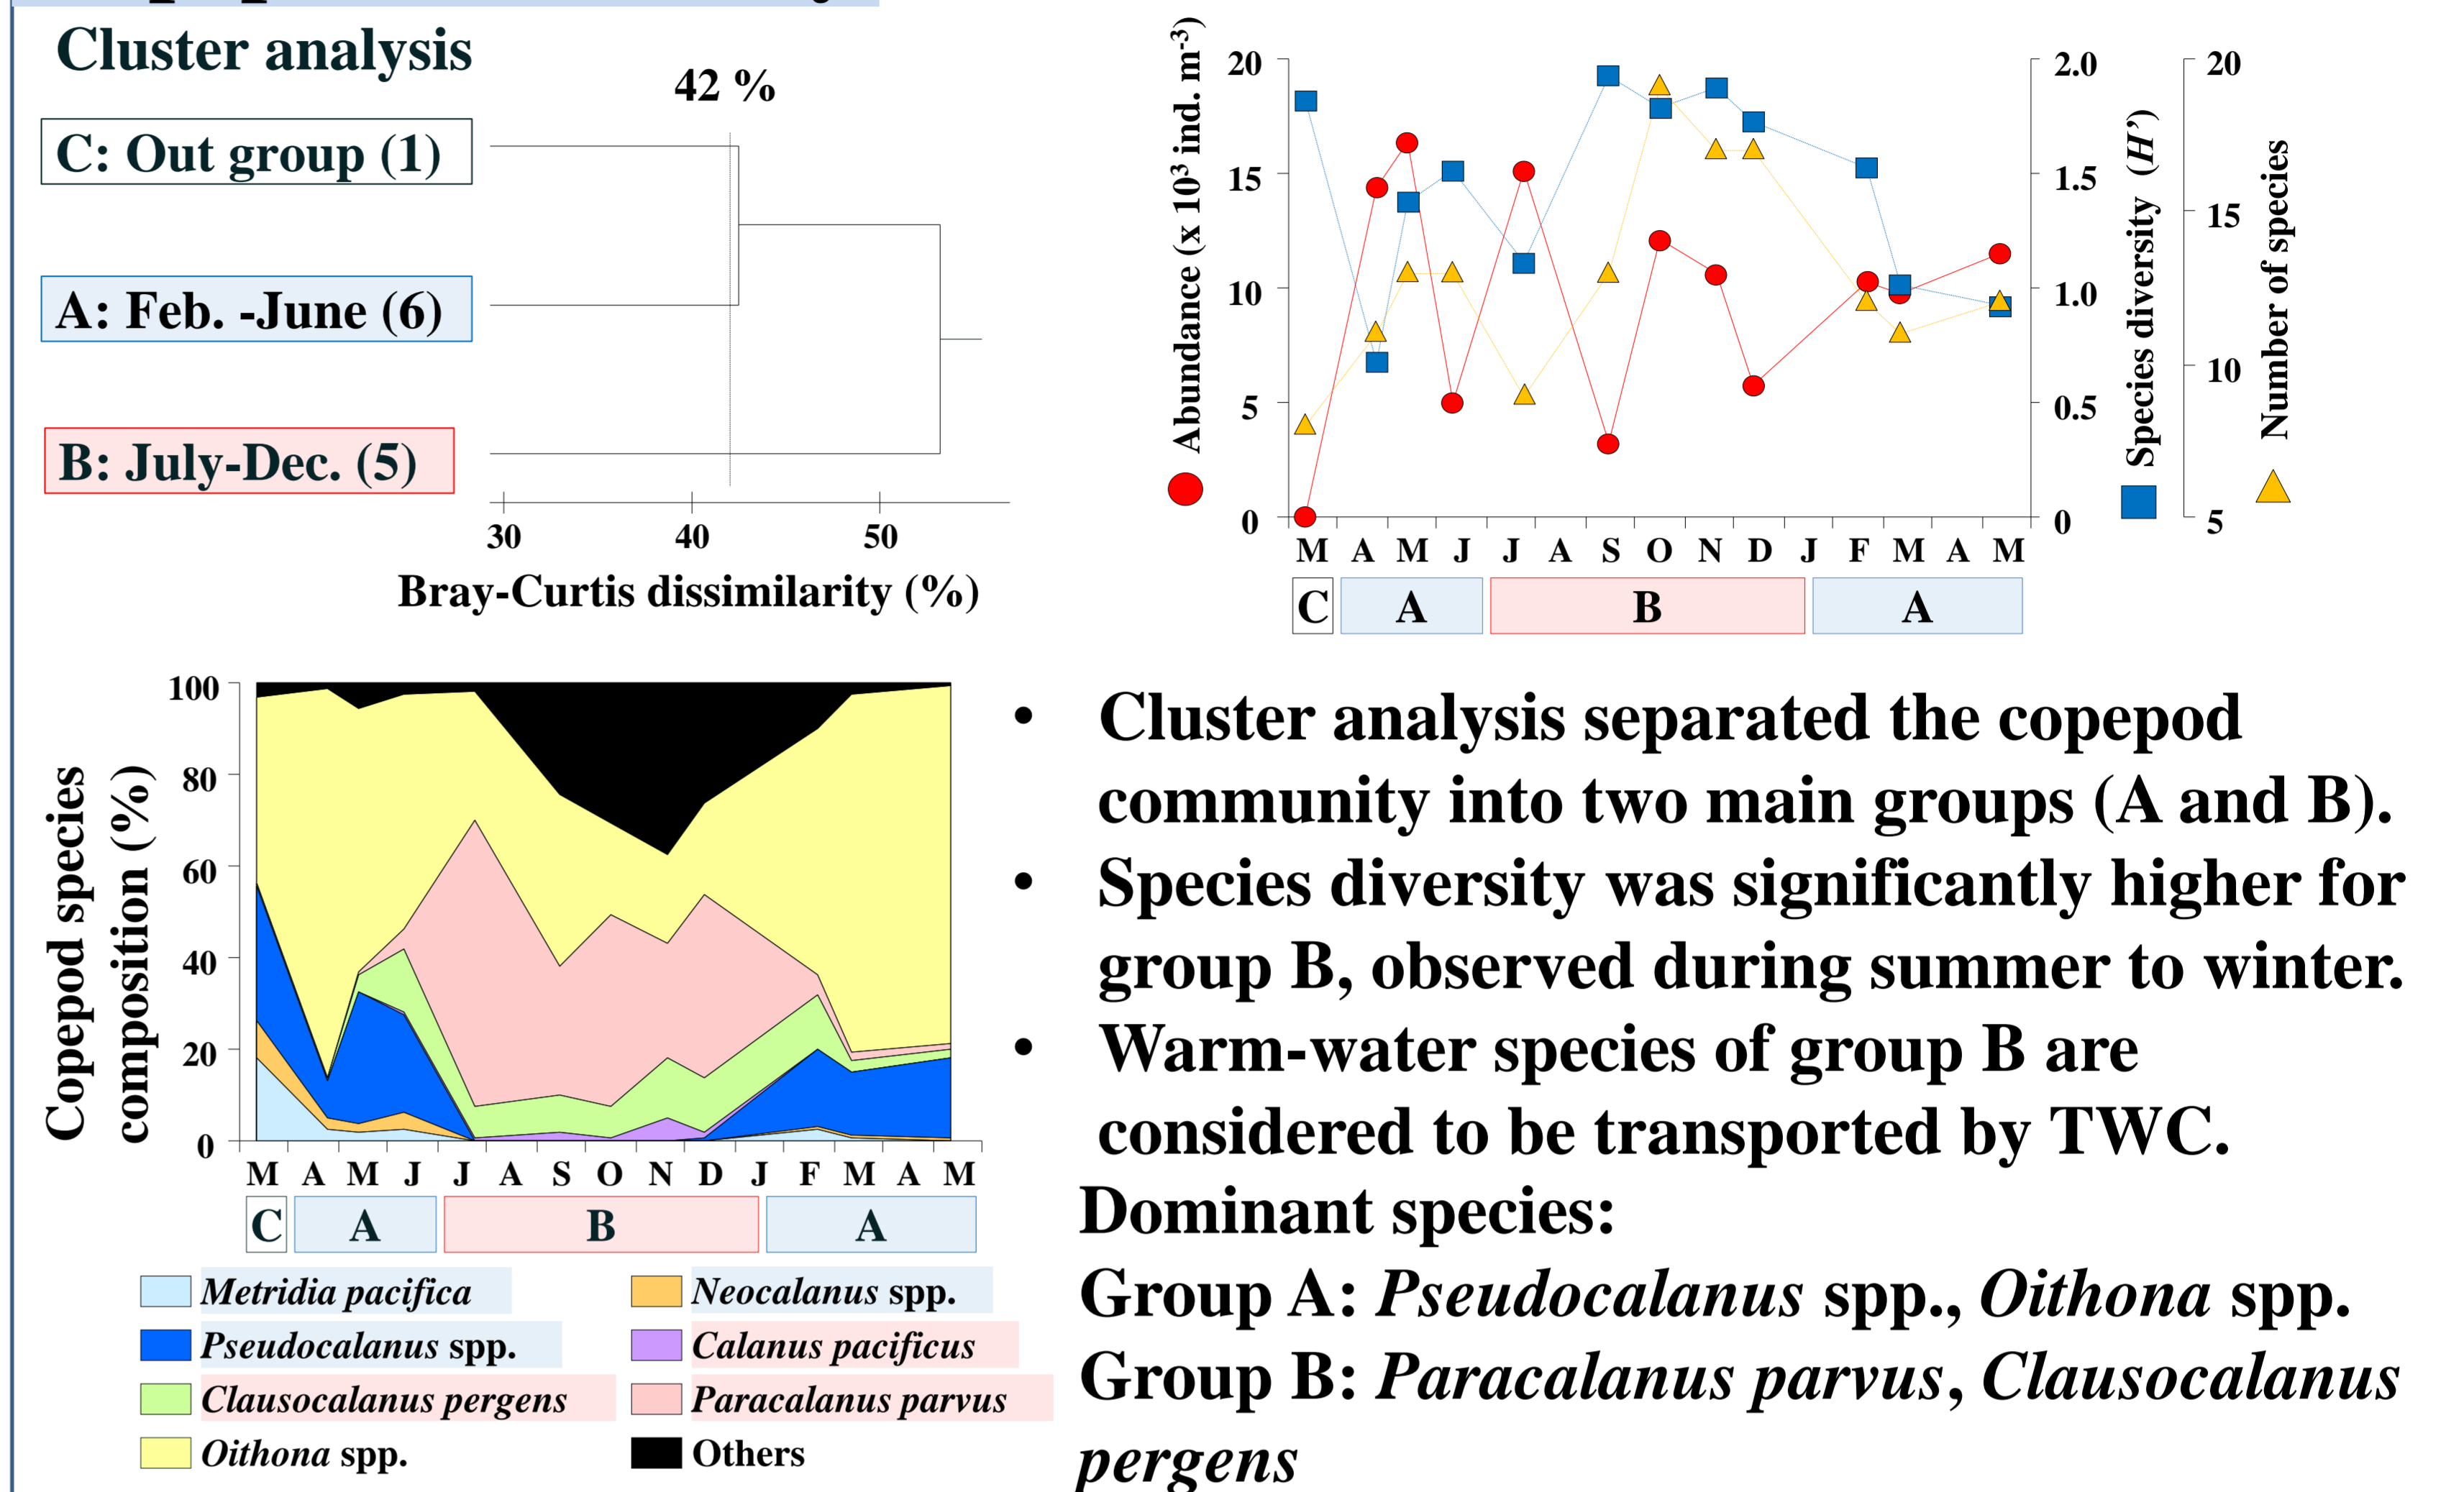 Cluster analysis
42 %
C: Out group (1)
A: Feb. -June (6)
B: July-Dec. (5)
30 40 50
Bray-Curtis dissimilarity (%)
Abundance (x 10³ ind. m⁻³)
20
15
10
5
0
2.0
1.5
1.0
0.5
0
Species diversity (H’)
20
15
10
5
Number of species
M A M J J A S O N D J F M A M
C A B A
Copepod species
composition (%)
100
80
60
40
20
0
M A M J J A S O N D J F M A M
C A B A
Metridia pacifica
Neocalanus spp.
Pseudocalanus spp.
Calanus pacificus
Clausocalanus pergens
Paracalanus parvus
Oithona spp.
Others
• Cluster analysis separated the copepod
community into two main groups (A and B).
• Species diversity was significantly higher for
group B, observed during summer to winter.
• Warm-water species of group B are
considered to be transported by TWC.
Dominant species:
Group A: Pseudocalanus spp., Oithona spp.
Group B: Paracalanus parvus, Clausocalanus
pergens